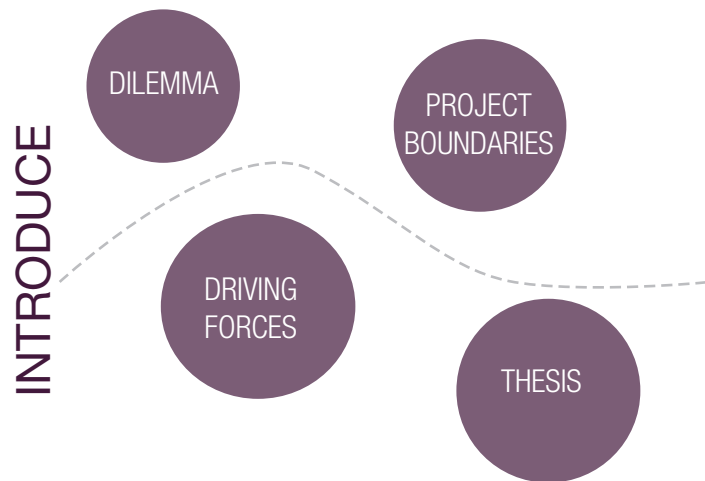 INTRODUCE
DILEMMA
PROJECT
BOUNDARIES
DRIVING
FORCES
THESIS